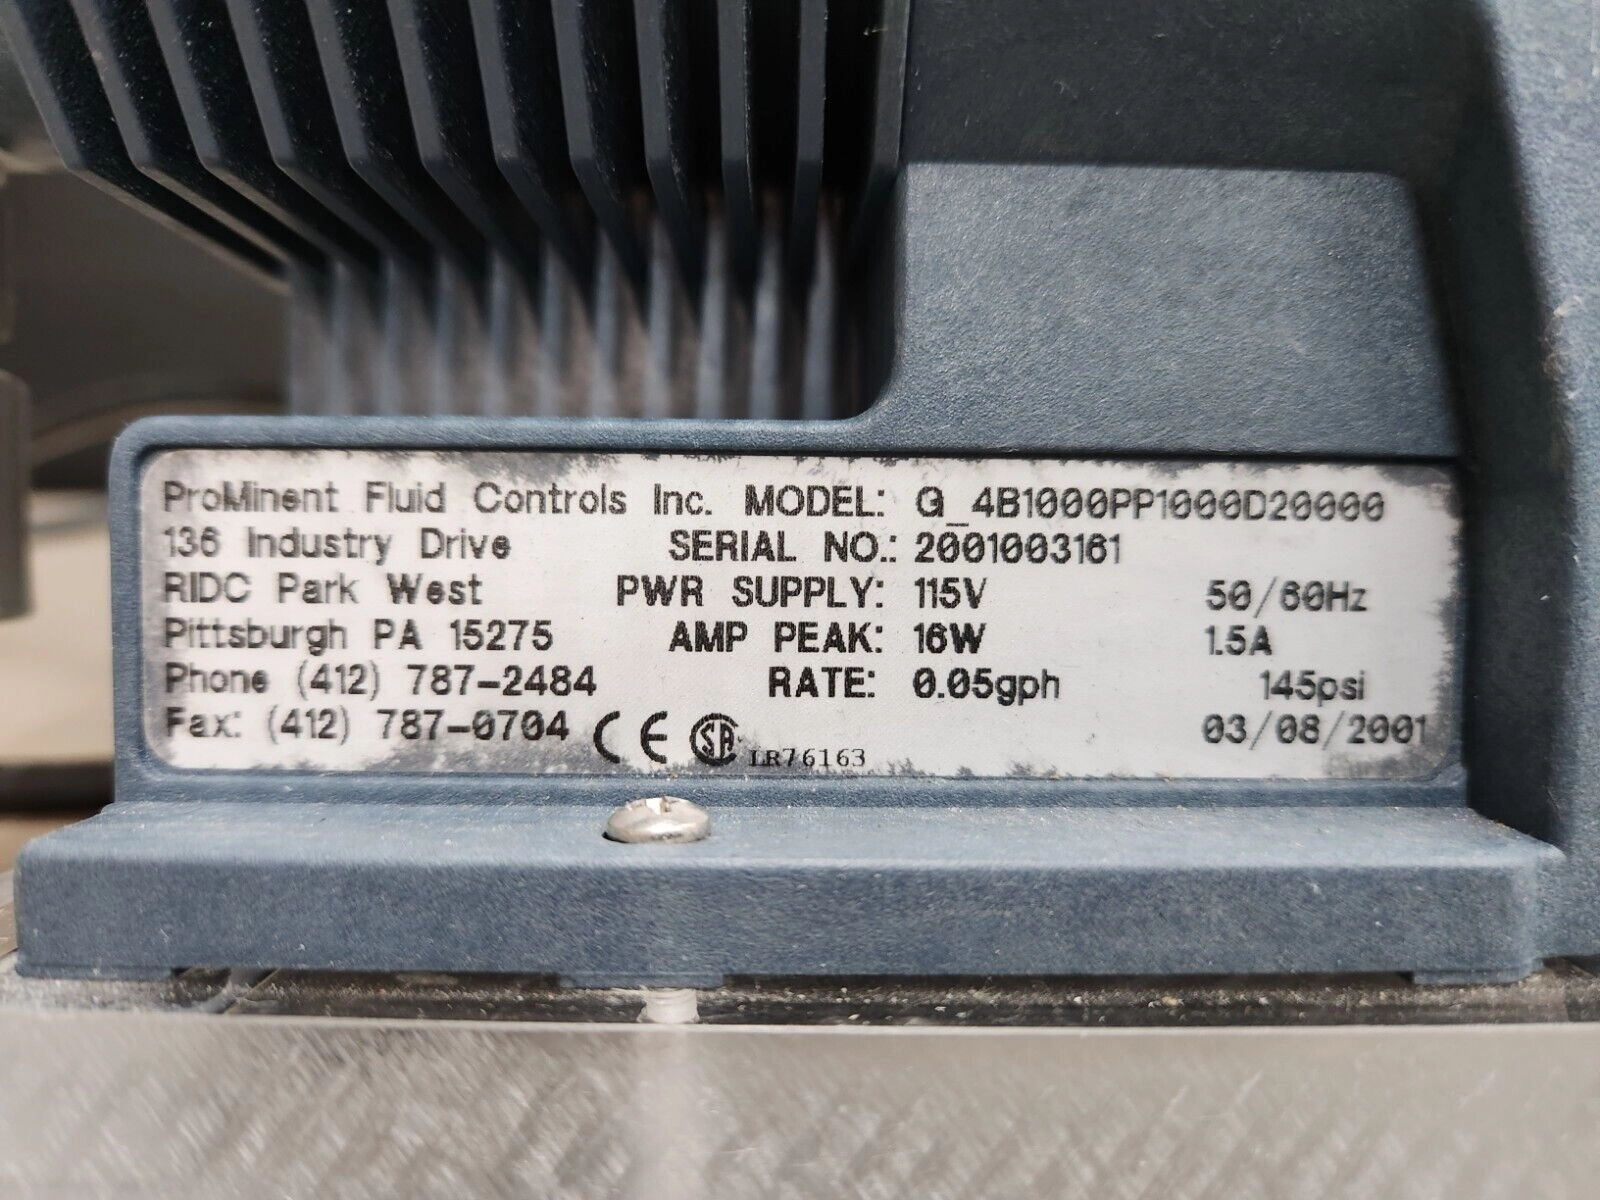 ProMinent Fluid Controls Inc. MODEL: G_4B1000PP1000D20000
136 Industry Drive SERIAL NO.: 2001003161
RIDC Park West PWR SUPPLY: 115V 50/60Hz
Pittsburgh PA 15275 AMP PEAK: 16W 1.5A
Phone (412) 787-2484 RATE: 0.05gph 145psi
Fax: (412) 787-0704 CE SA LR76163 03/08/2001